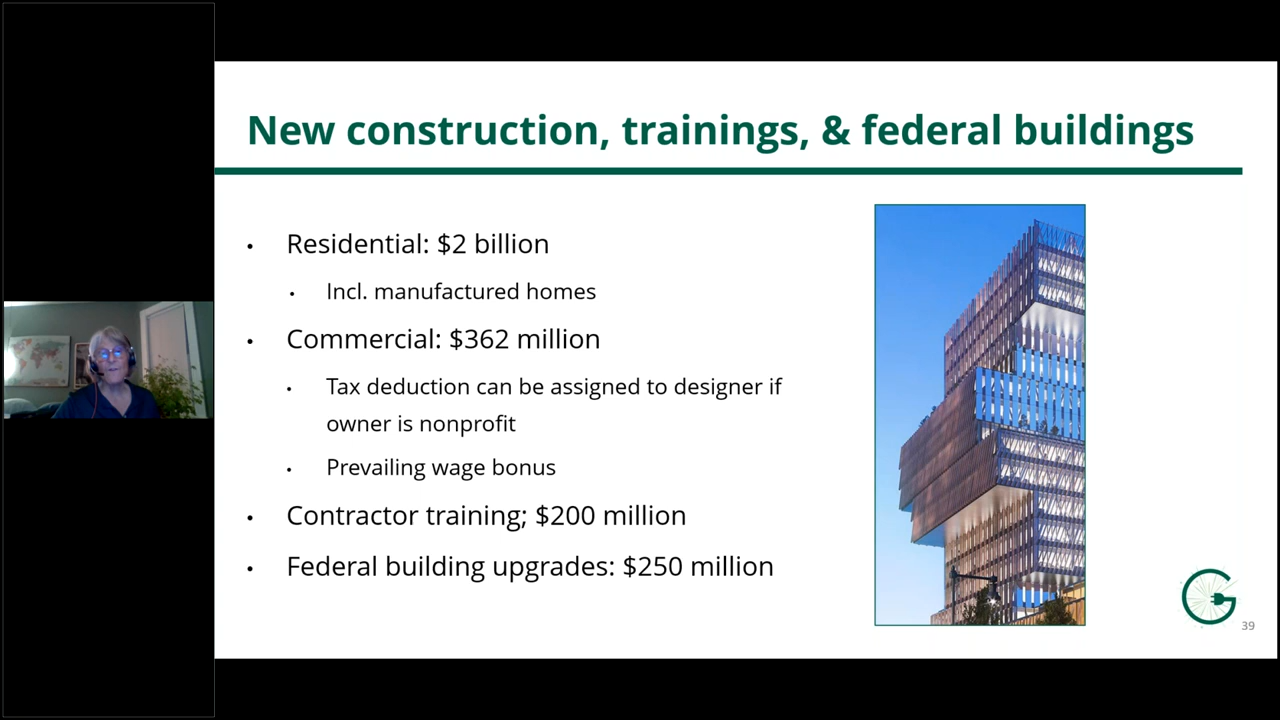 New construction, trainings, & federal buildings
• Residential: $2 billion
• Incl. manufactured homes
• Commercial: $362 million
• Tax deduction can be assigned to designer if
owner is nonprofit
• Prevailing wage bonus
• Contractor training; $200 million
• Federal building upgrades: $250 million
39